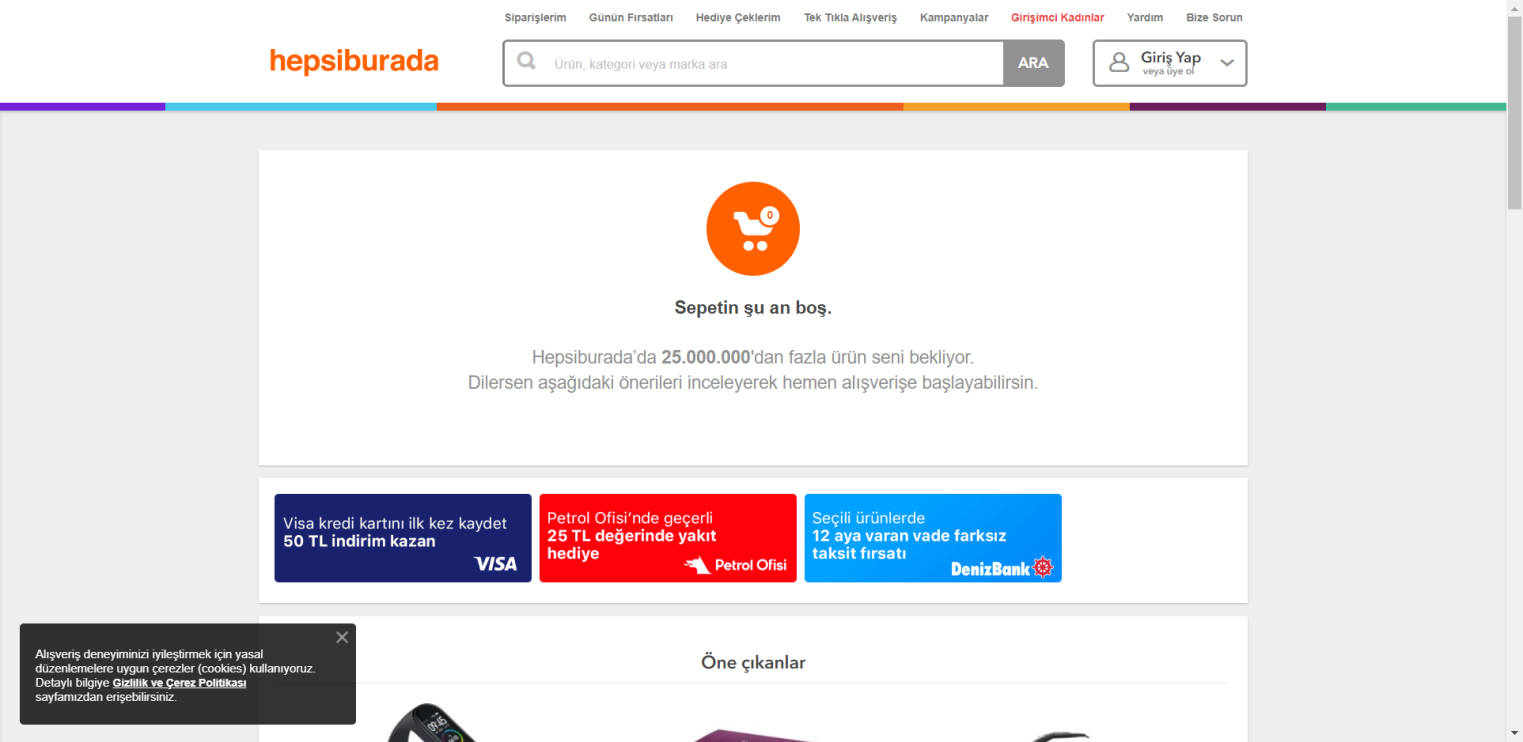 Siparişlerim Günün Fırsatları Hediye Çeklerim Tek Tıkla Alışveriş Kampanyalar Girişimci Kadınlar Yardım Bize Sorun
hepsiburada
Ürün, kategori veya marka ara
ARA
Giriş Yap
veya üye ol
0
Sepetin şu an boş.
Hepsiburada'da 25.000.000'dan fazla ürün seni bekliyor.
Dilersen aşağıdaki önerileri inceleyerek hemen alışverişe başlayabilirsin.
Visa kredi kartını ilk kez kaydet
50 TL indirim kazan
VISA
Petrol Ofisi’nde geçerli
25 TL değerinde yakıt
hediye
Petrol Ofisi
Seçili ürünlerde
12 aya varan vade farksız
taksit fırsatı
DenizBank
Alışveriş deneyiminizi iyileştirmek için yasal
düzenlemelere uygun çerezler (cookies) kullanıyoruz.
Detaylı bilgiye Gizlilik ve Çerez Politikası
sayfamızdan erişebilirsiniz.
Öne çıkanlar
09:45